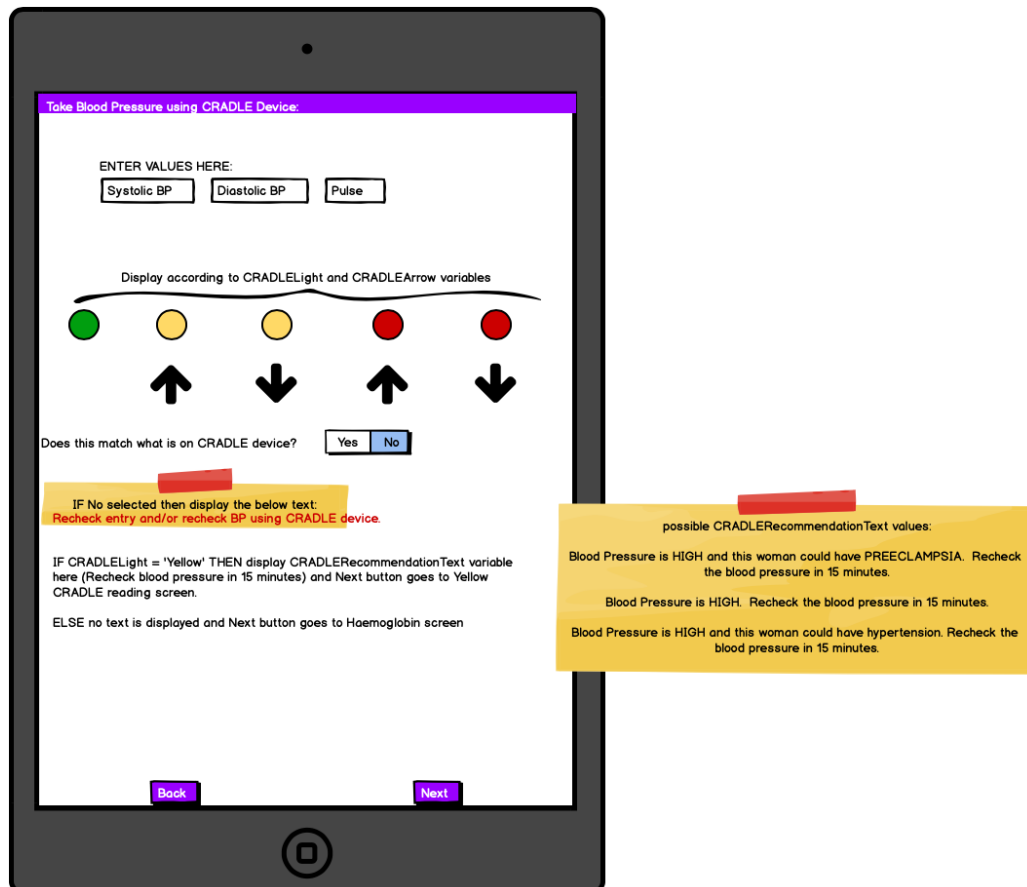 Take Blood Pressure using CRADLE Device:
ENTER VALUES HERE:
Systolic BP
Diastolic BP
Pulse
Display according to CRADLELight and CRADLEArrow variables
Does this match what is on CRADLE device?
Yes
No
IF No selected then display the below text:
Recheck entry and/or recheck BP using CRADLE device.
IF CRADLELight = 'Yellow' THEN display CRADLERecommendationText variable
here (Recheck blood pressure in 15 minutes) and Next button goes to Yellow
CRADLE reading screen.
ELSE no text is displayed and Next button goes to Haemoglobin screen
Back
Next
possible CRADLERecommendationText values:
Blood Pressure is HIGH and this woman could have PREECLAMPSIA. Recheck
the blood pressure in 15 minutes.
Blood Pressure is HIGH. Recheck the blood pressure in 15 minutes.
Blood Pressure is HIGH and this woman could have hypertension. Recheck the
blood pressure in 15 minutes.